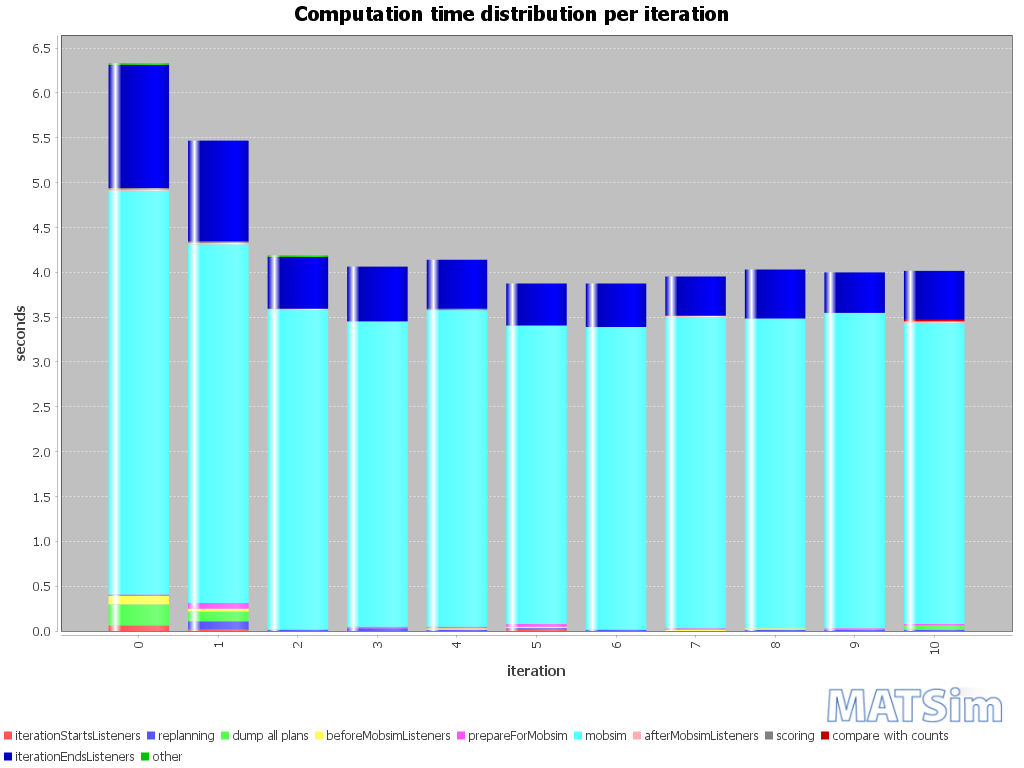 Computation time distribution per iteration
6.5
6.0
5.5
5.0
4.5
4.0
3.5
3.0
2.5
2.0
1.5
1.0
0.5
0.0
seconds
0 1 2 3 4 5 6 7 8 9 10
iteration
MATSim
iterationStartsListeners replanning dump all plans beforeMobsimListeners prepareForMobsim mobsim afterMobsimListeners scoring compare with counts
iterationEndsListeners other